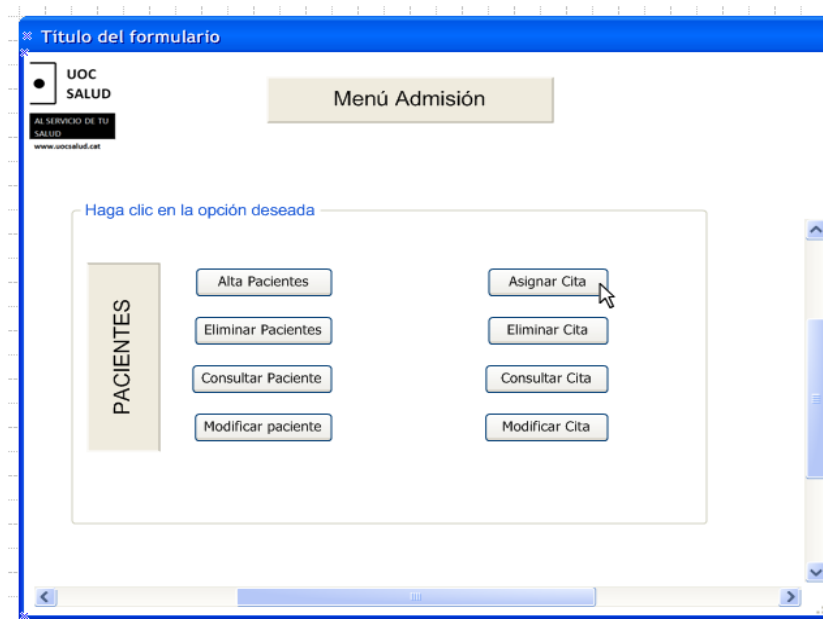 Título del formulario
UOC
SALUD
AL SERVICIO DE TU
SALUD
www.uocsalud.cat
Menú Admisión
Haga clic en la opción deseada
PACIENTES
Alta Pacientes
Asignar Cita
Eliminar Pacientes
Eliminar Cita
Consultar Paciente
Consultar Cita
Modificar paciente
Modificar Cita